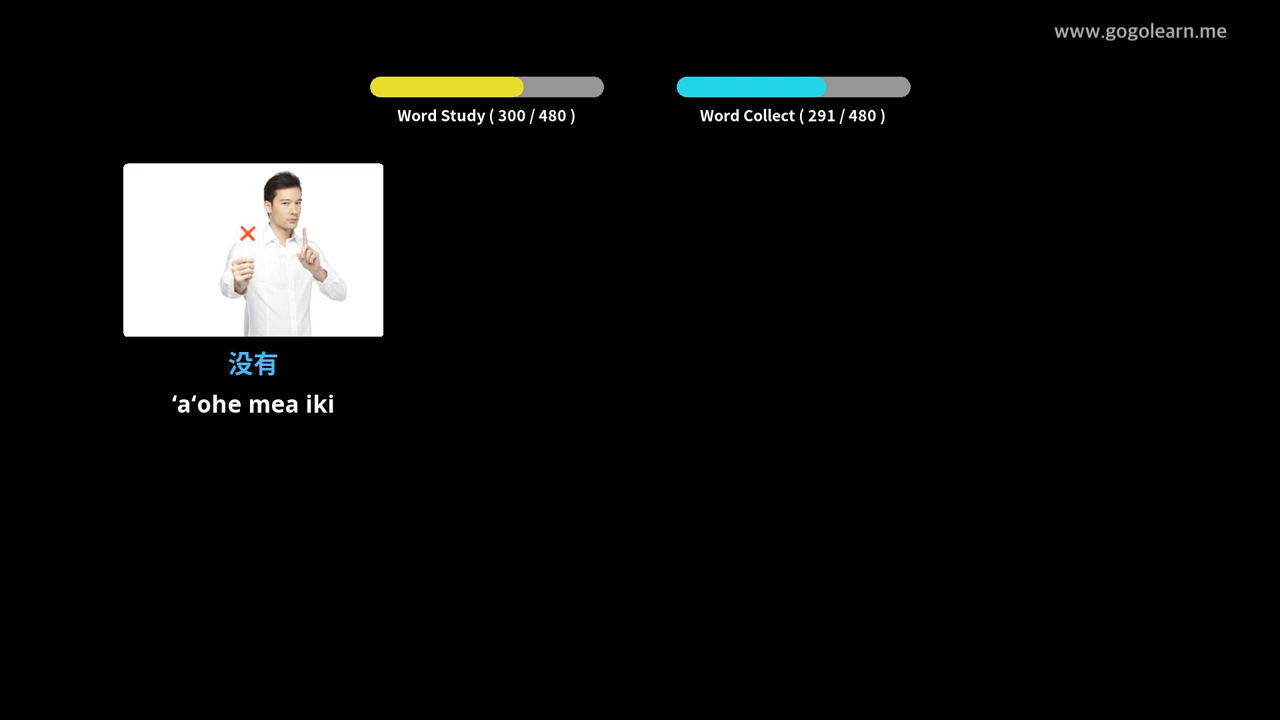 www.gogolearn.me
Word Study ( 300 / 480 )
Word Collect ( 291 / 480 )
没有
ʻaʻohe mea iki